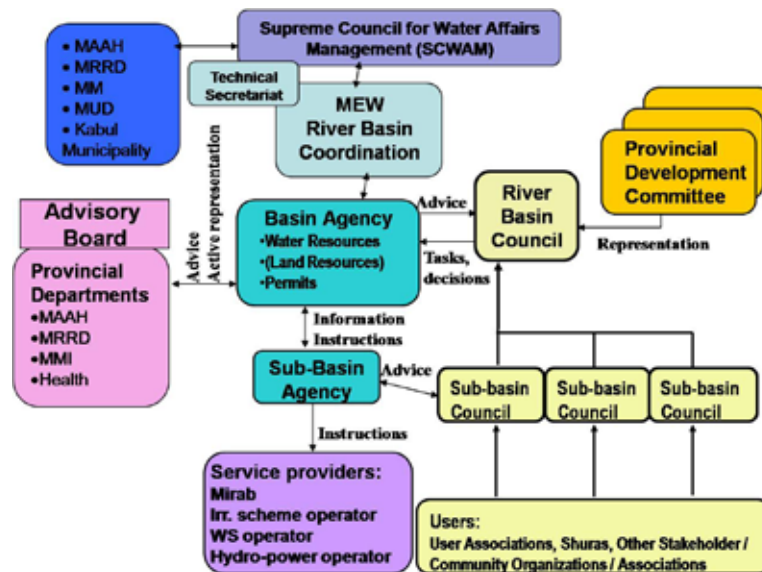 Supreme Council for Water Affairs
Management (SCWAM)
• MAAH
• MRRD
• MM
• MUD
• Kabul
Municipality
Technical
Secretariat
MEW
River Basin
Coordination
Provincial
Development
Committee
Advisory
Board
Advice
Active representation
Basin Agency
•Water Resources
•(Land Resources)
•Permits
Advice
River
Basin
Council
Tasks,
decisions
Representation
Provincial
Departments
•MAAH
•MRRD
•MMI
•Health
Information
Instructions
Sub-Basin
Agency
Advice
Sub-basin
Council
Sub-basin
Council
Sub-basin
Council
Instructions
Service providers:
Mirab
Irr. scheme operator
WS operator
Hydro-power operator
Users:
User Associations, Shuras, Other Stakeholder /
Community Organizations / Associations